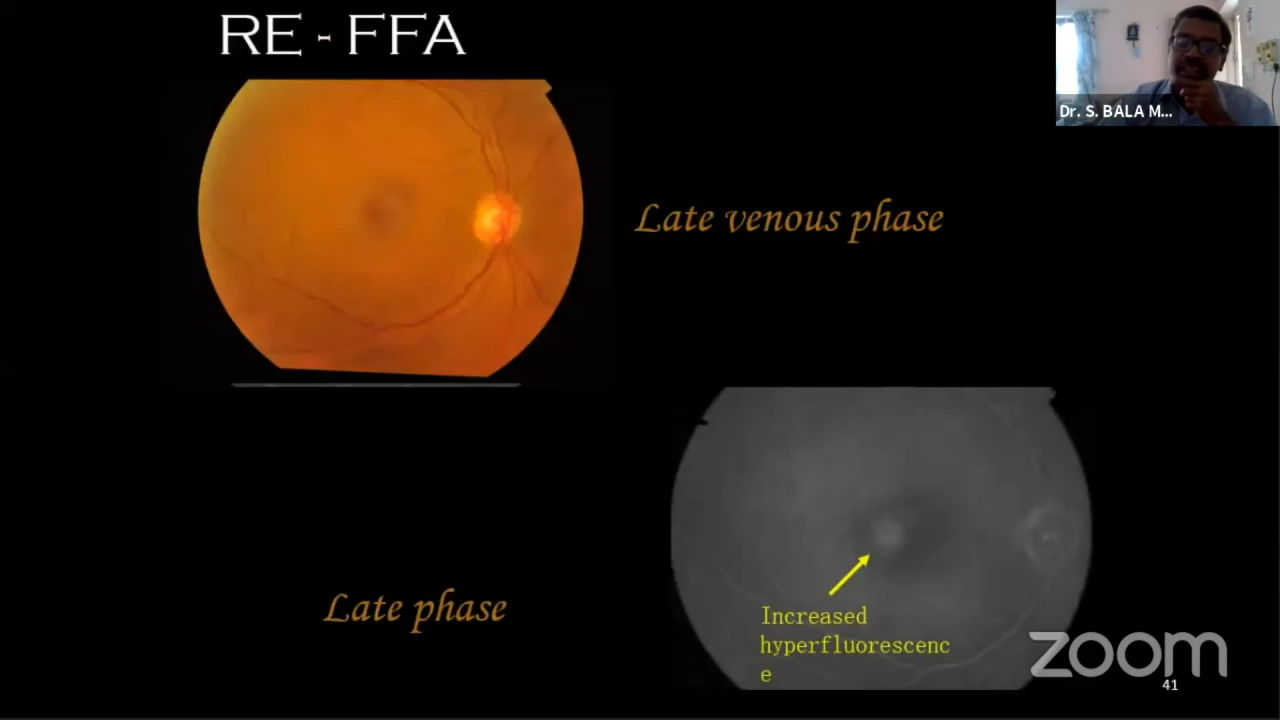 RE - FFA
Dr. S. BALA M...
Late venous phase
Late phase
Increased
hyperfluorescenc
e
zoom
41